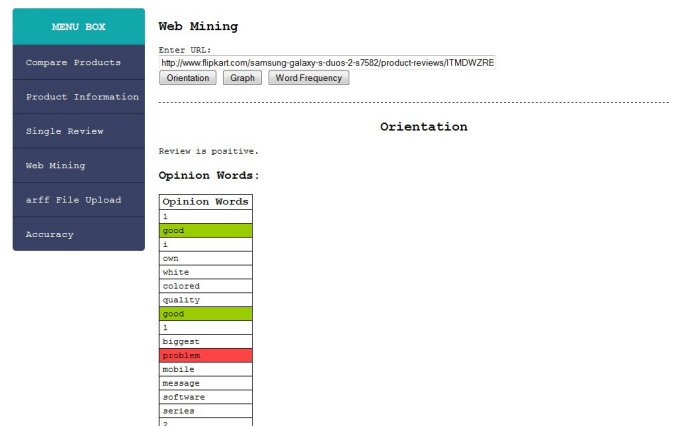 MENU BOX
Compare Products
Product Information
Single Review
Web Mining
arff File Upload
Accuracy
Web Mining
Enter URL:
http://www.flipkart.com/samsung-galaxy-s-duos-2-s7582/product-reviews/ITMDWZRE
Orientation Graph Word Frequency
Orientation
Review is positive.
Opinion Words:
Opinion Words
1
good
i
own
white
colored
quality
good
1
biggest
problem
mobile
message
software
series
2